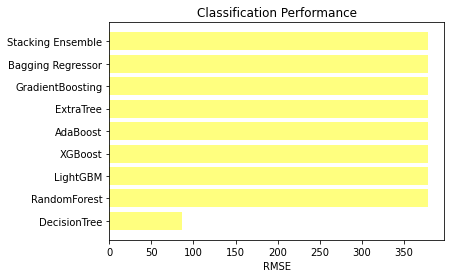 Classification Performance
Stacking Ensemble
Bagging Regressor
GradientBoosting
ExtraTree
AdaBoost
XGBoost
LightGBM
RandomForest
DecisionTree
0 50 100 150 200 250 300 350
RMSE